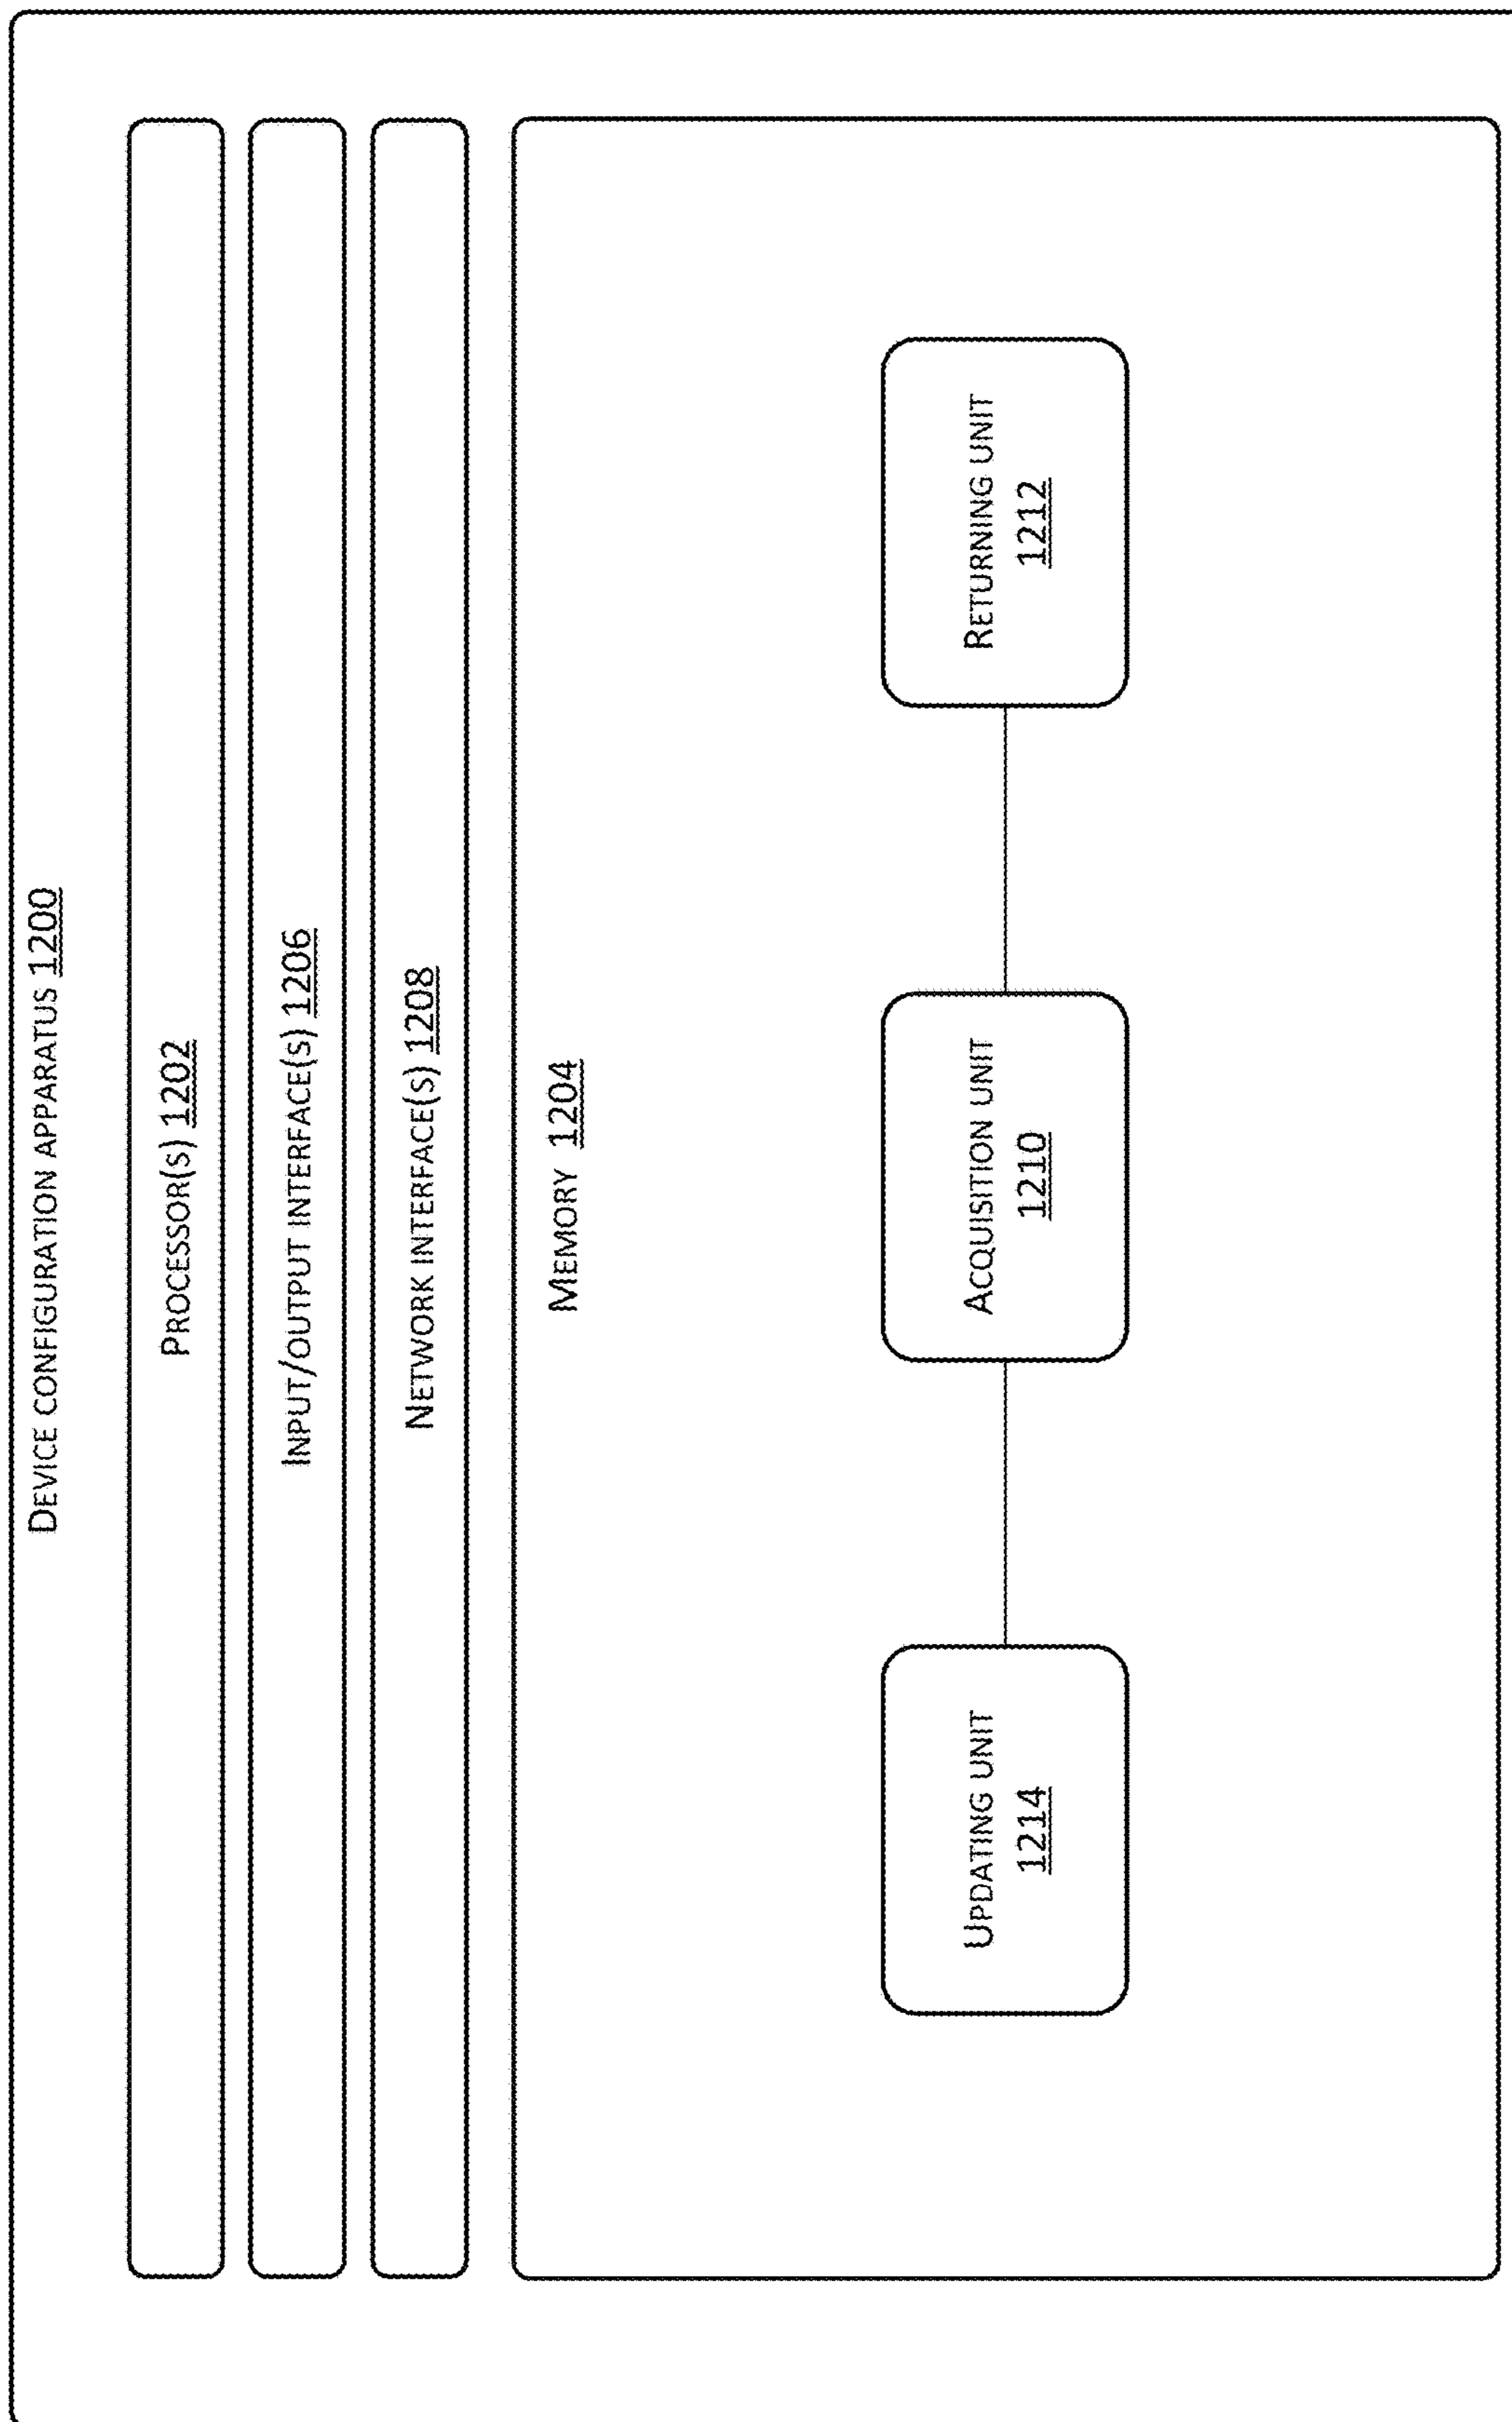 DEVICE CONFIGURATION APPARATUS 1200
PROCESSOR(S) 1202
INPUT/OUTPUT INTERFACE(S) 1206
NETWORK INTERFACE(S) 1208
MEMORY 1204
UPDATING UNIT
1214
ACQUISITION UNIT
1210
RETURNING UNIT
1212